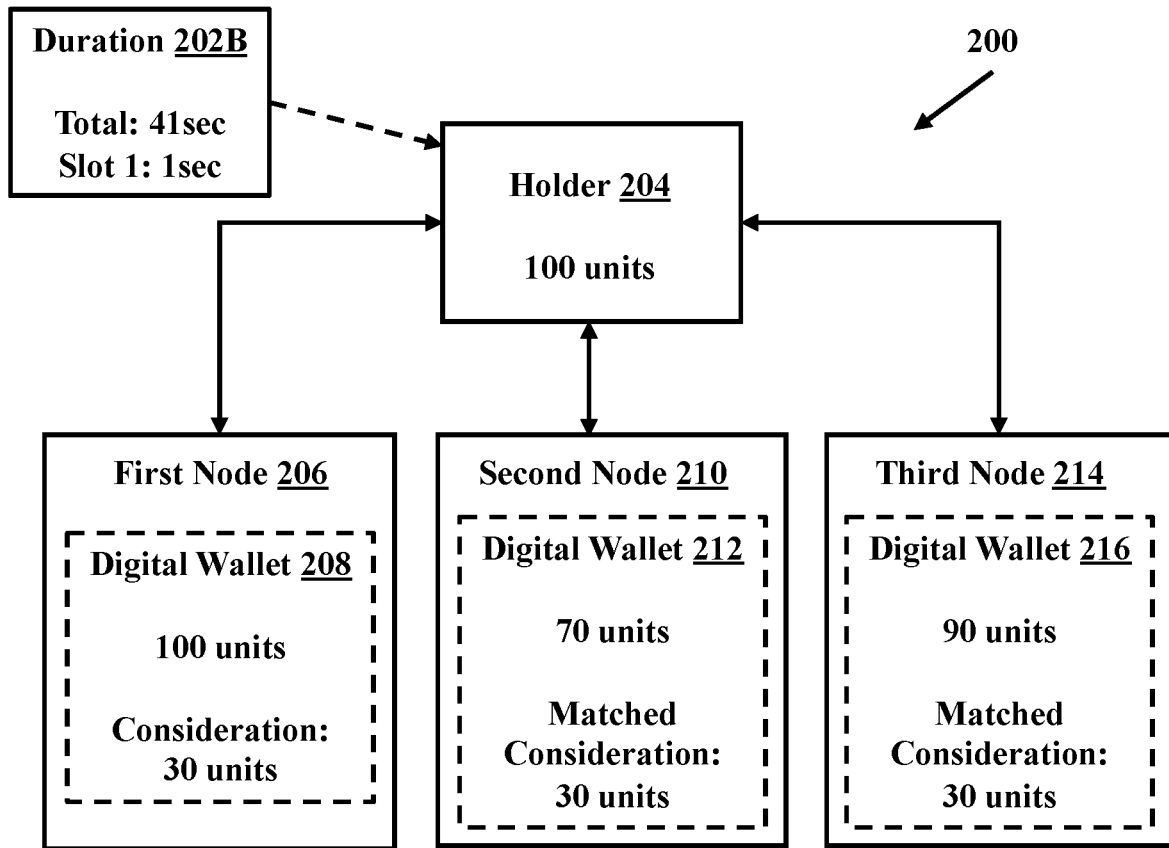 Duration 202B
Total: 41sec
Slot 1: 1sec
200
Holder 204
100 units
First Node 206
Digital Wallet 208
100 units
Consideration:
30 units
Second Node 210
Digital Wallet 212
70 units
Matched
Consideration:
30 units
Third Node 214
Digital Wallet 216
90 units
Matched
Consideration:
30 units